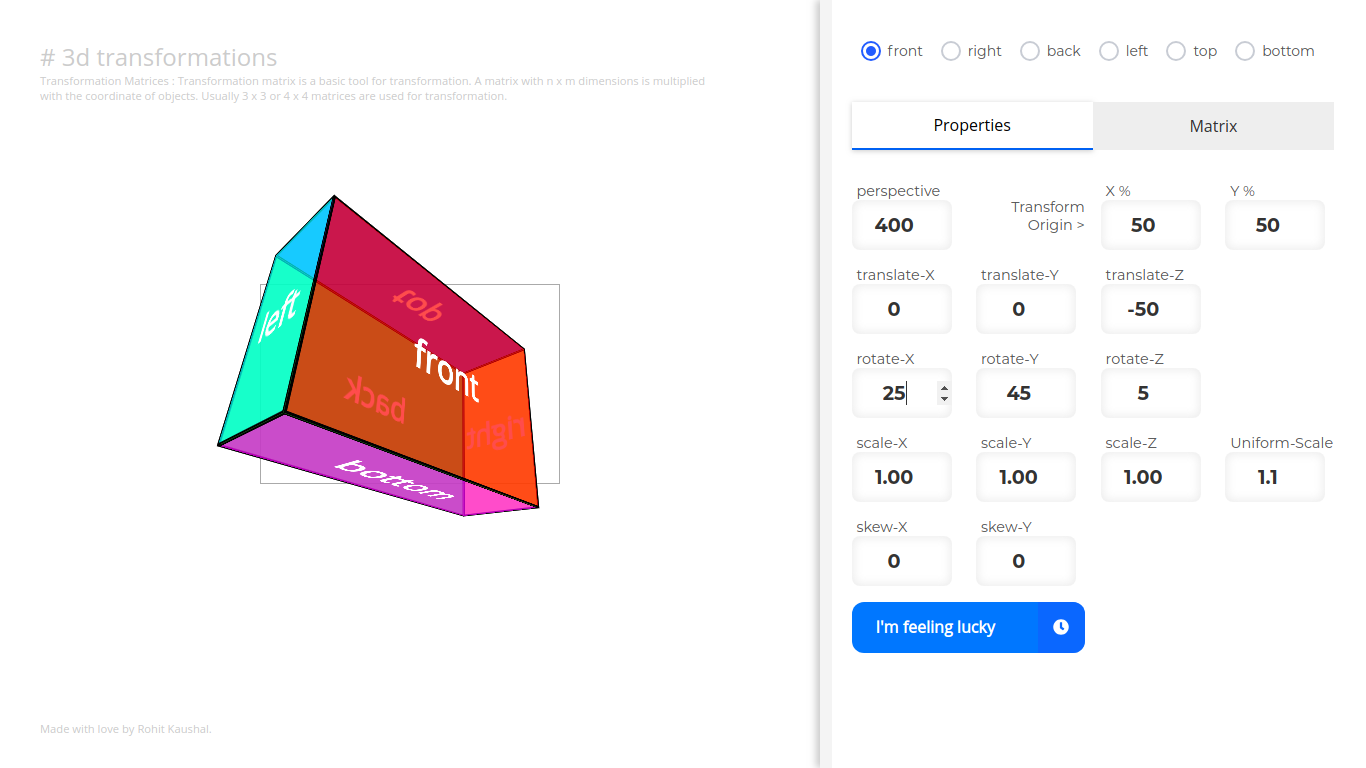 # 3d transformations
Transformation Matrices : Transformation matrix is a basic tool for transformation. A matrix with n x m dimensions is multiplied
with the coordinate of objects. Usually 3 x 3 or 4 x 4 matrices are used for transformation.
left
top
front
back
right
bottom
Made with love by Rohit Kaushal.
front right back left top bottom
Properties Matrix
perspective X % Y %
Transform
Origin >
400 50 50
translate-X translate-Y translate-Z
0 0 -50
rotate-X rotate-Y rotate-Z
25 45 5
scale-X scale-Y scale-Z Uniform-Scale
1.00 1.00 1.00 1.1
skew-X skew-Y
0 0
I'm feeling lucky